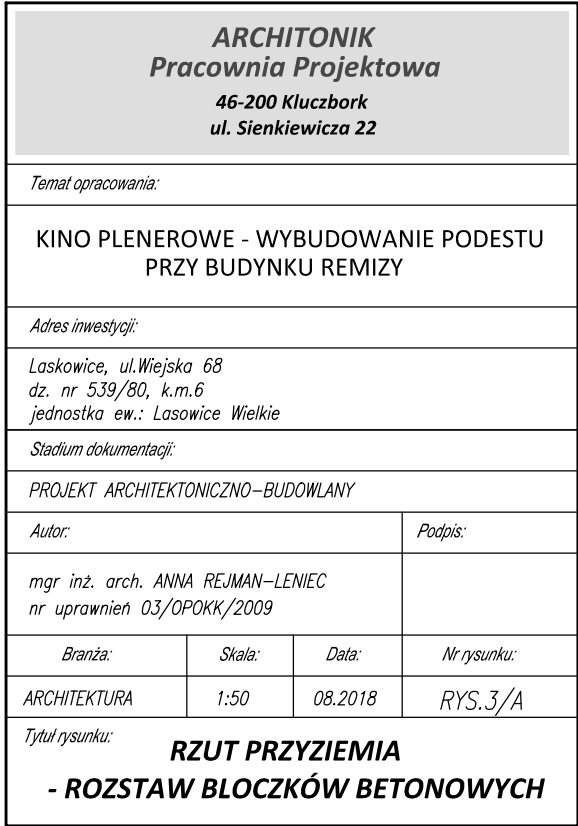 ARCHITONIK
Pracownia Projektowa
46-200 Kluczbork
ul. Sienkiewicza 22
Temat opracowania:
KINO PLENEROWE - WYBUDOWANIE PODESTU
PRZY BUDYNKU REMIZY
Adres inwestycji:
Laskowice, ul.Wiejska 68
dz. nr 539/80, k.m.6
jednostka ew.: Lasowice Wielkie
Stadium dokumentacji:
PROJEKT ARCHITEKTONICZNO-BUDOWLANY
Autor: Podpis:
mgr inż. arch. ANNA REJMAN-LENIEC
nr uprawnień 03/OPOKK/2009
Branża: Skala: Data: Nr rysunku:
ARCHITEKTURA 1:50 08.2018 RYS.3/A
Tytuł rysunku:
RZUT PRZYZIEMIA
- ROZSTAW BLOCZKÓW BETONOWYCH